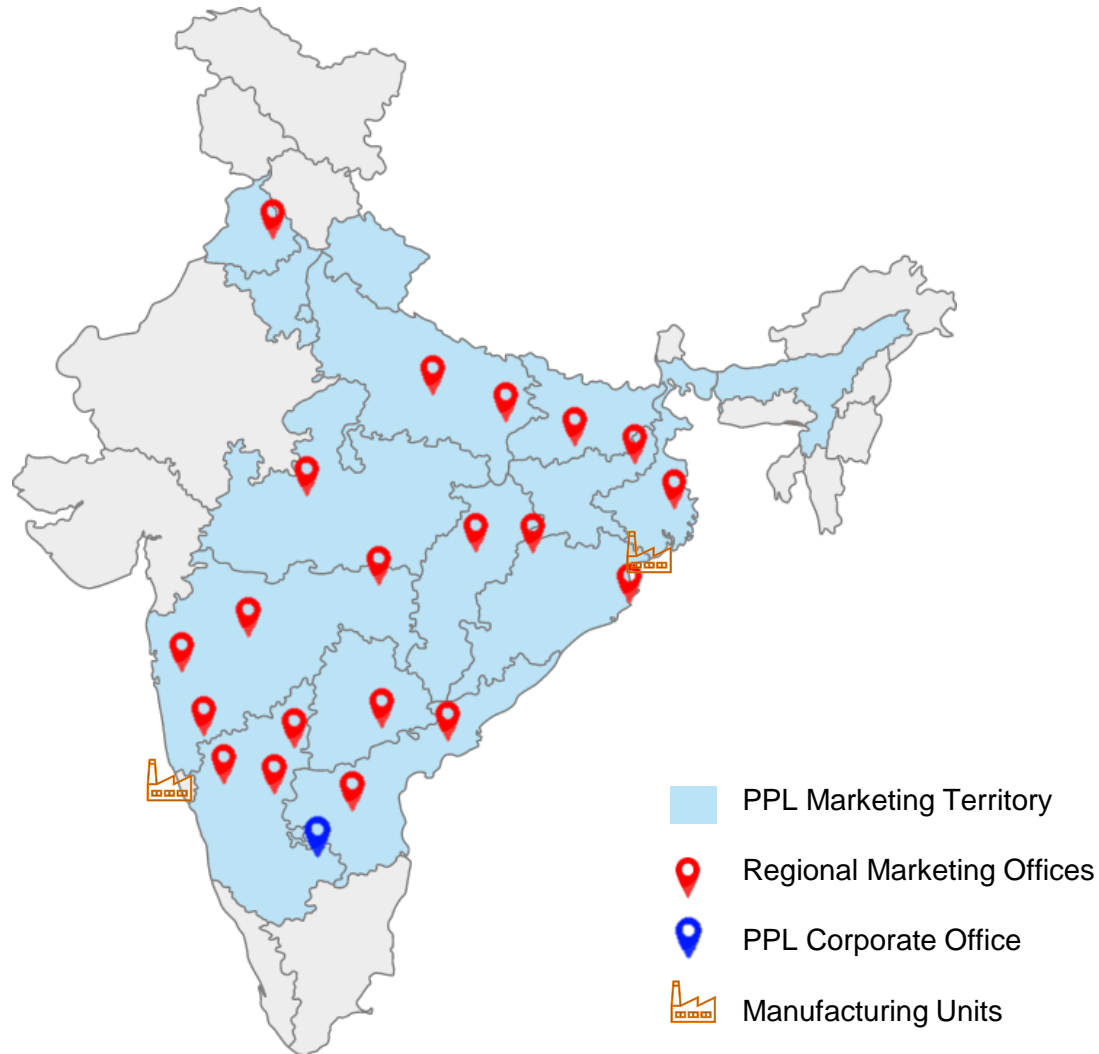 PPL Marketing Territory
Regional Marketing Offices
PPL Corporate Office
Manufacturing Units